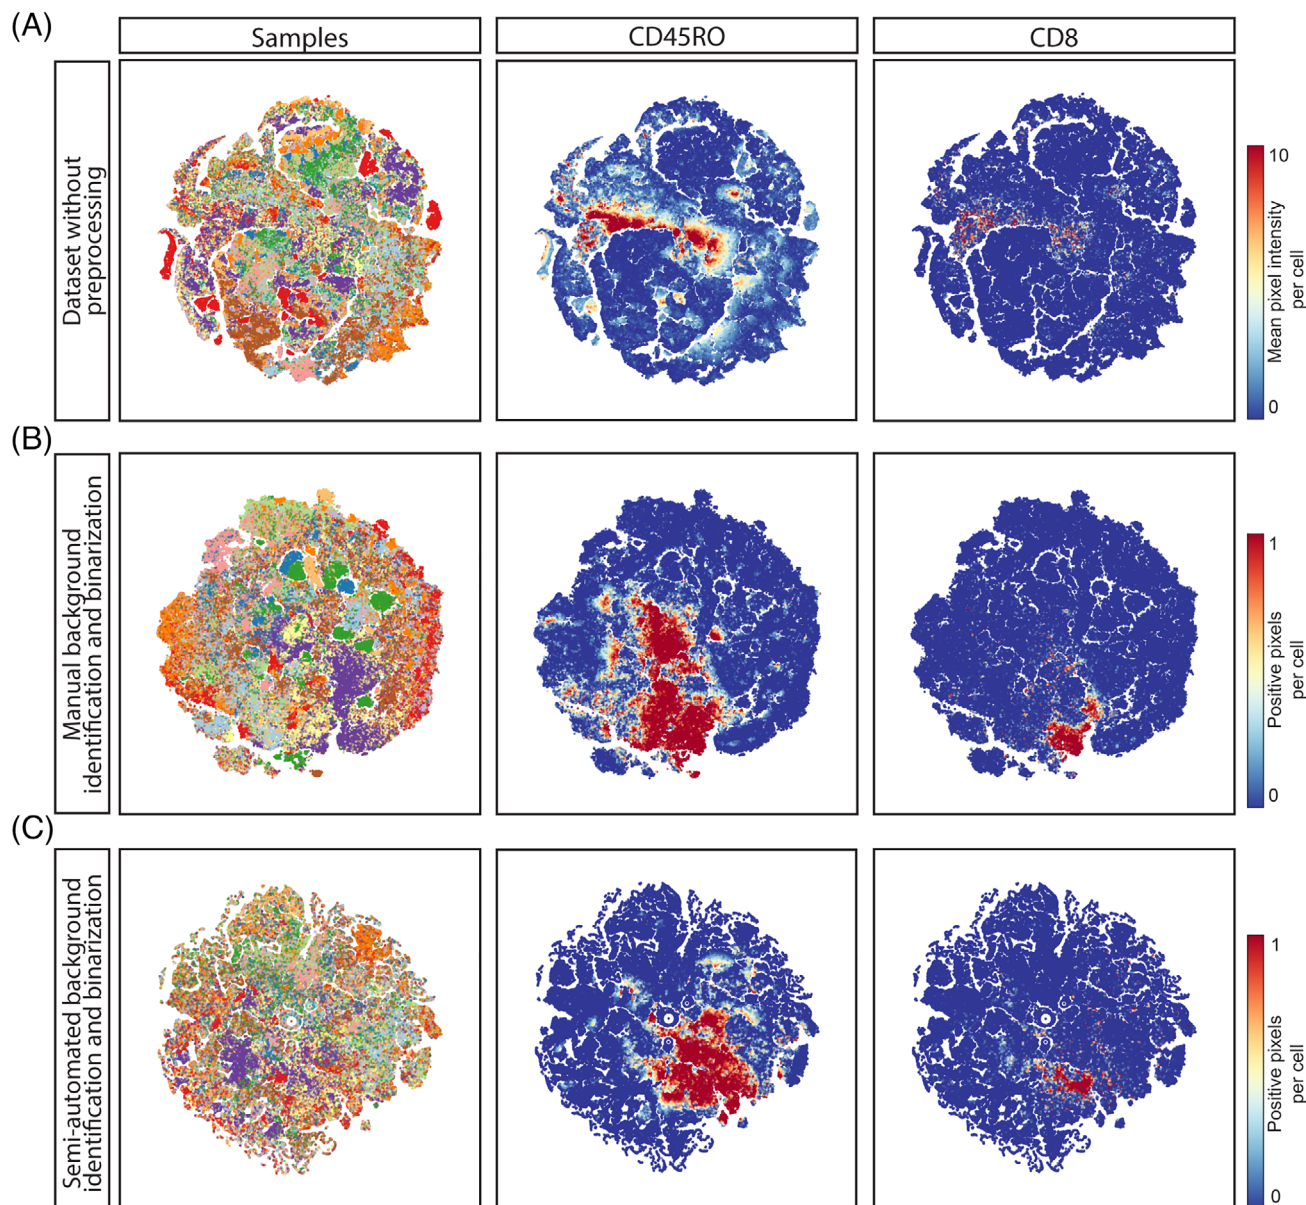 (A)
Samples
CD45RO
CD8
Dataset without
preprocessing
10
Mean pixel intensity
per cell
0
(B)
Manual background
identification and binarization
1
Positive pixels
per cell
0
(C)
Semi-automated background
identification and binarization
1
Positive pixels
per cell
0